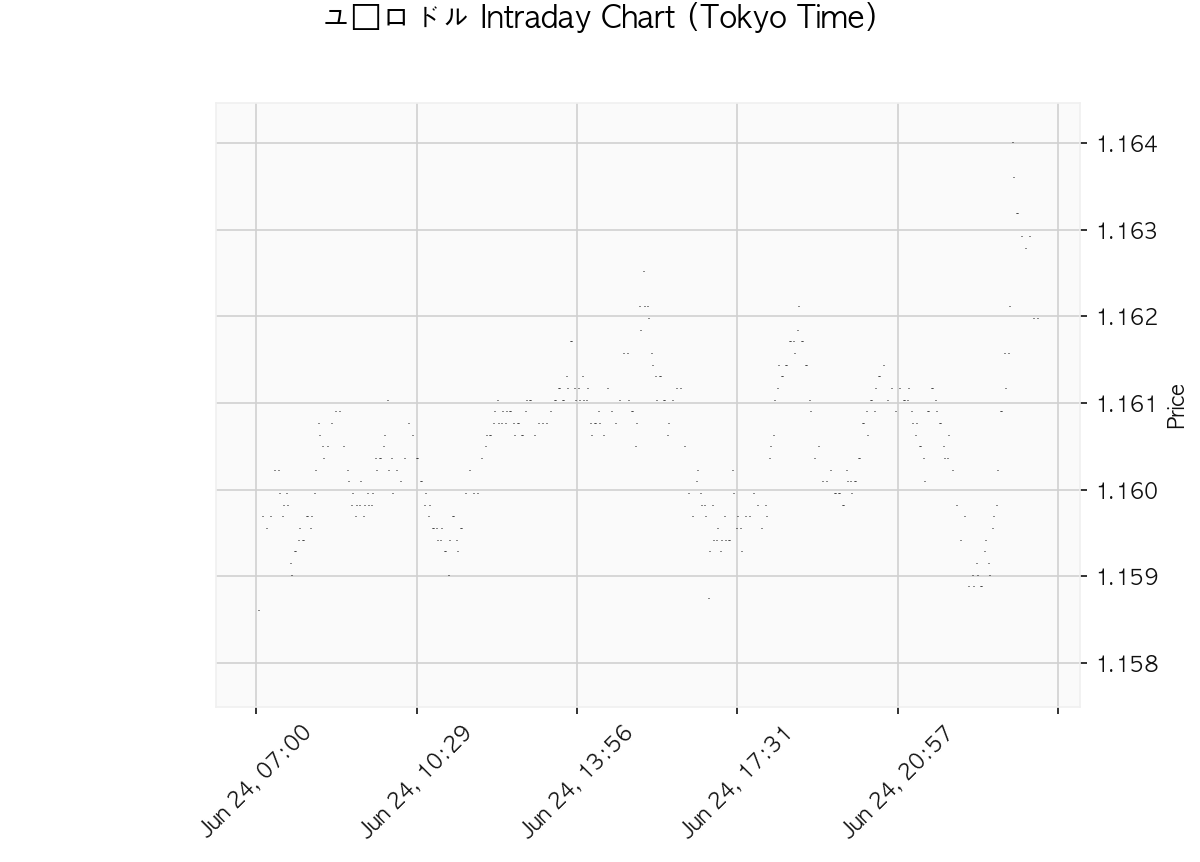 ユ□ロドル Intraday Chart (Tokyo Time)
1.164
1.163
1.162
1.161
1.160
1.159
1.158
Price
Jun 24, 07:00
Jun 24, 10:29
Jun 24, 13:56
Jun 24, 17:31
Jun 24, 20:57